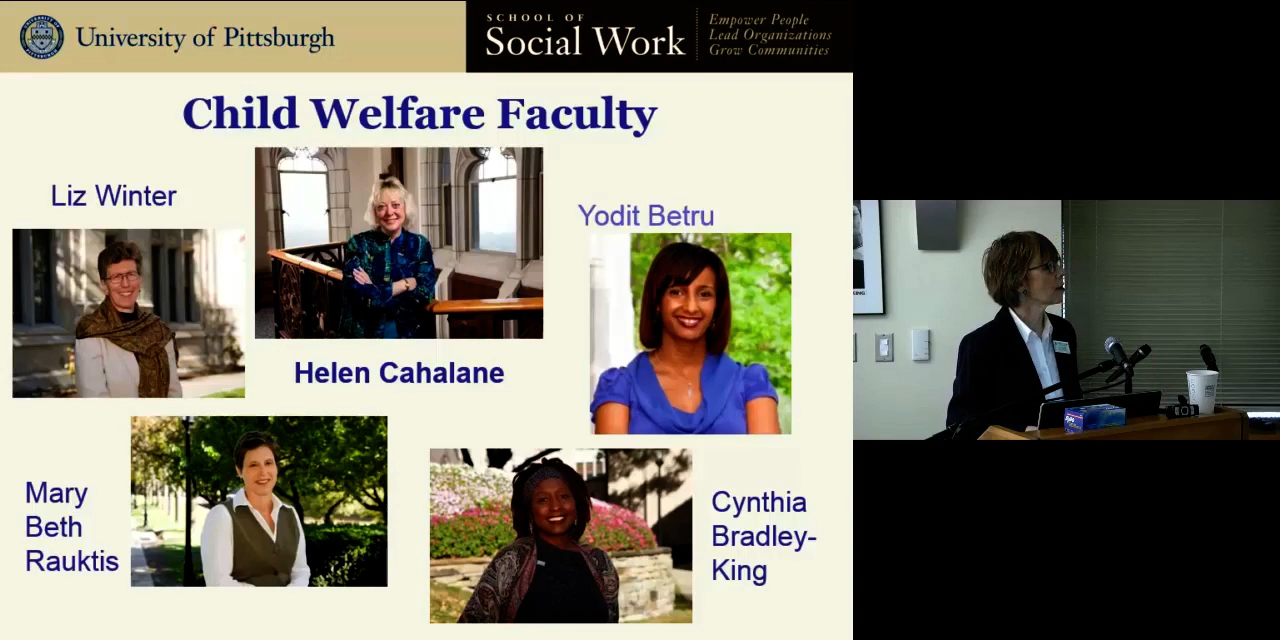 University of Pittsburgh
SCHOOL OF
Social Work
Empower People
Lead Organizations
Grow Communities
Child Welfare Faculty
Liz Winter
Yodit Betru
Helen Cahalane
Mary
Beth
Rauktis
Cynthia
Bradley-
King